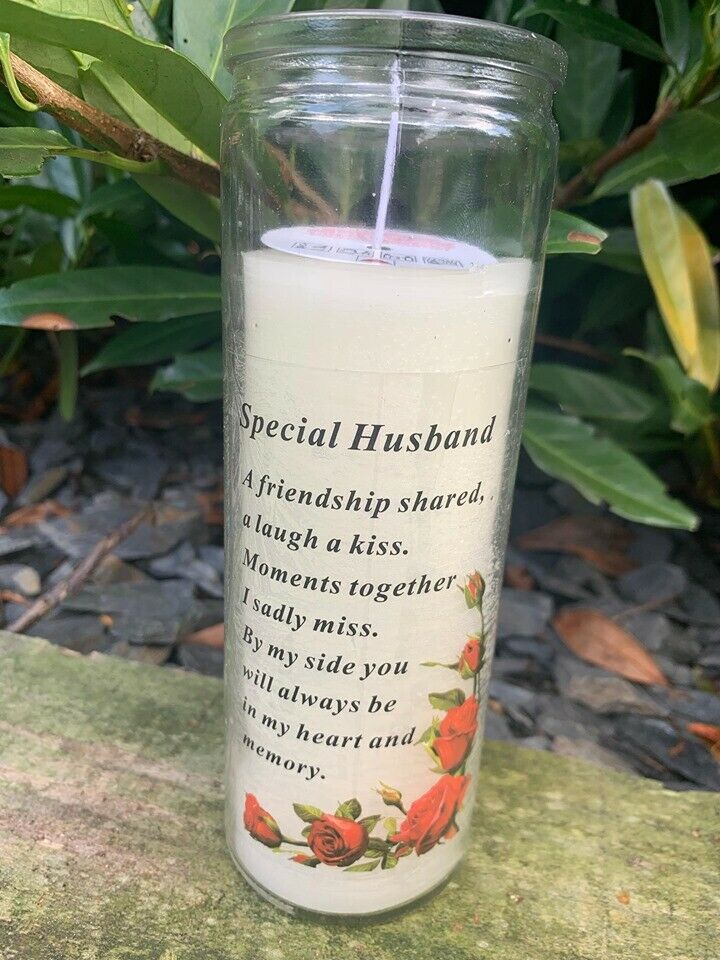 Special Husband
A friendship shared,
a laugh a kiss.
Moments together
I sadly miss.
By my side you
will always be
in my heart and
memory.